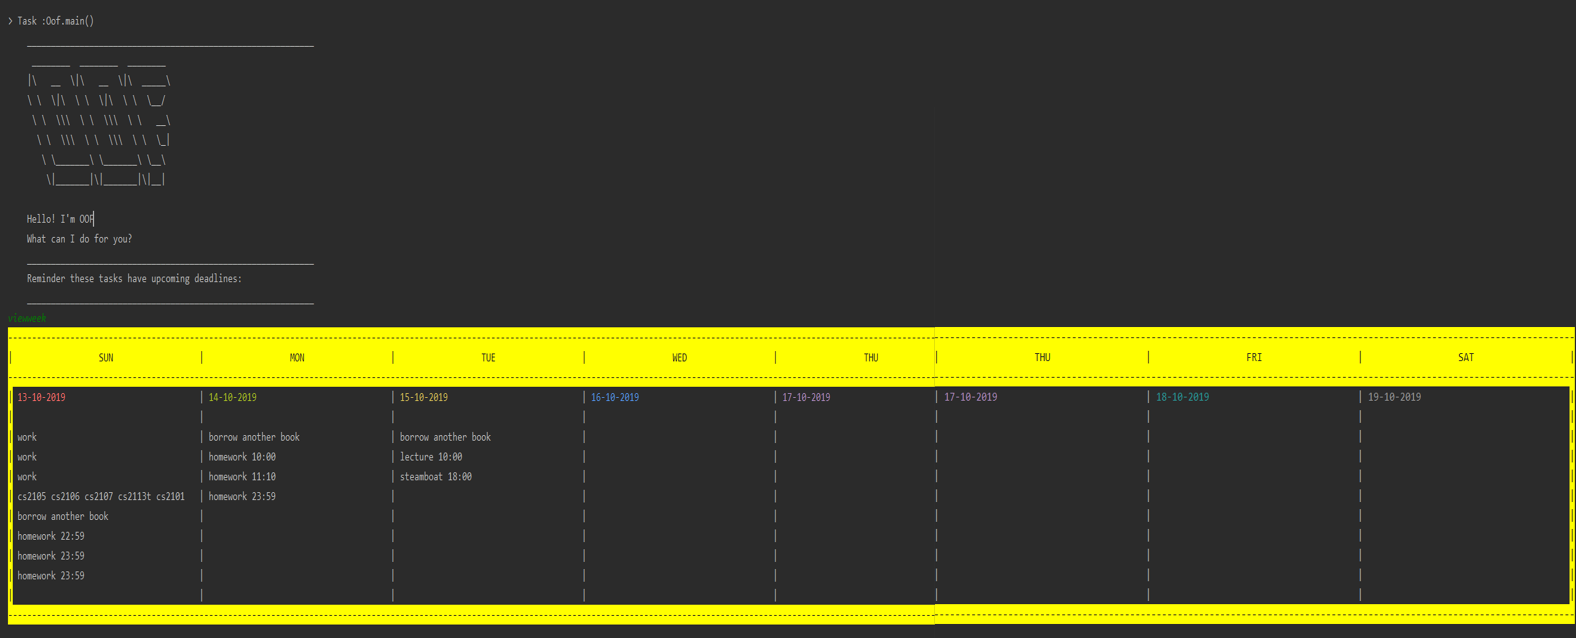 > Task :Oof.main()
Hello! I'm OOF
What can I do for you?
Reminder these tasks have upcoming deadlines:
viewweek
| SUN | MON | TUE | WED | THU | THU | FRI | SAT |
| 13-10-2019 | 14-10-2019 | 15-10-2019 | 16-10-2019 | 17-10-2019 | 17-10-2019 | 18-10-2019 | 19-10-2019 |
| work | borrow another book | borrow another book | | | | | |
| work | homework 10:00 | lecture 10:00 | | | | | |
| work | homework 11:10 | steamboat 18:00 | | | | | |
| cs2105 cs2106 cs2107 cs2113t cs2101 | homework 23:59 | | | | | | |
| borrow another book | | | | | | | |
| homework 22:59 | | | | | | | |
| homework 23:59 | | | | | | | |
| homework 23:59 | | | | | | | |